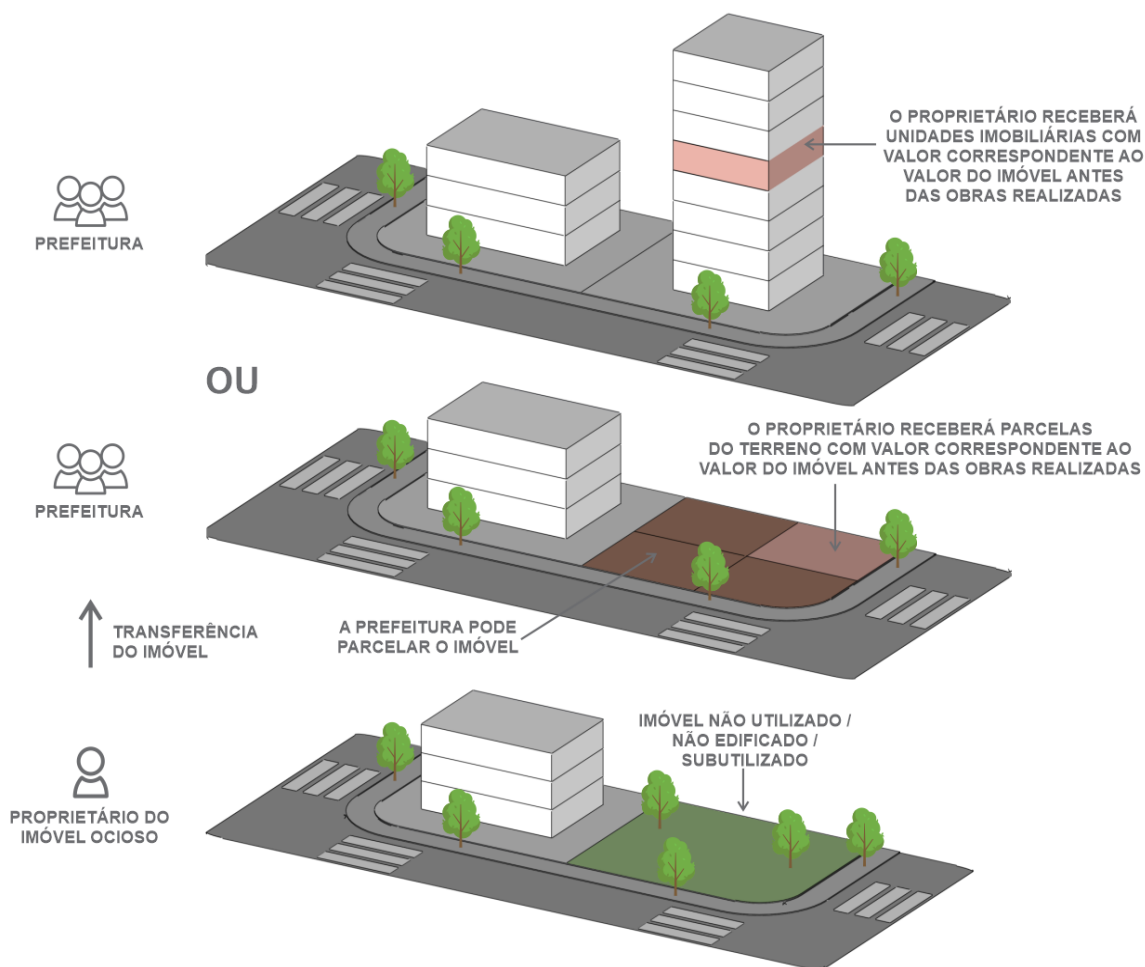 O PROPRIETÁRIO RECEBERÁ
UNIDADES IMOBILIÁRIAS COM
VALOR CORRESPONDENTE AO
VALOR DO IMÓVEL ANTES
DAS OBRAS REALIZADAS
PREFEITURA
OU
O PROPRIETÁRIO RECEBERÁ PARCELAS
DO TERRENO COM VALOR CORRESPONDENTE AO
VALOR DO IMÓVEL ANTES DAS OBRAS REALIZADAS
PREFEITURA
TRANSFERÊNCIA
DO IMÓVEL
A PREFEITURA PODE
PARCELAR O IMÓVEL
IMÓVEL NÃO UTILIZADO /
NÃO EDIFICADO /
SUBUTILIZADO
PROPRIETÁRIO DO
IMÓVEL OCIOSO